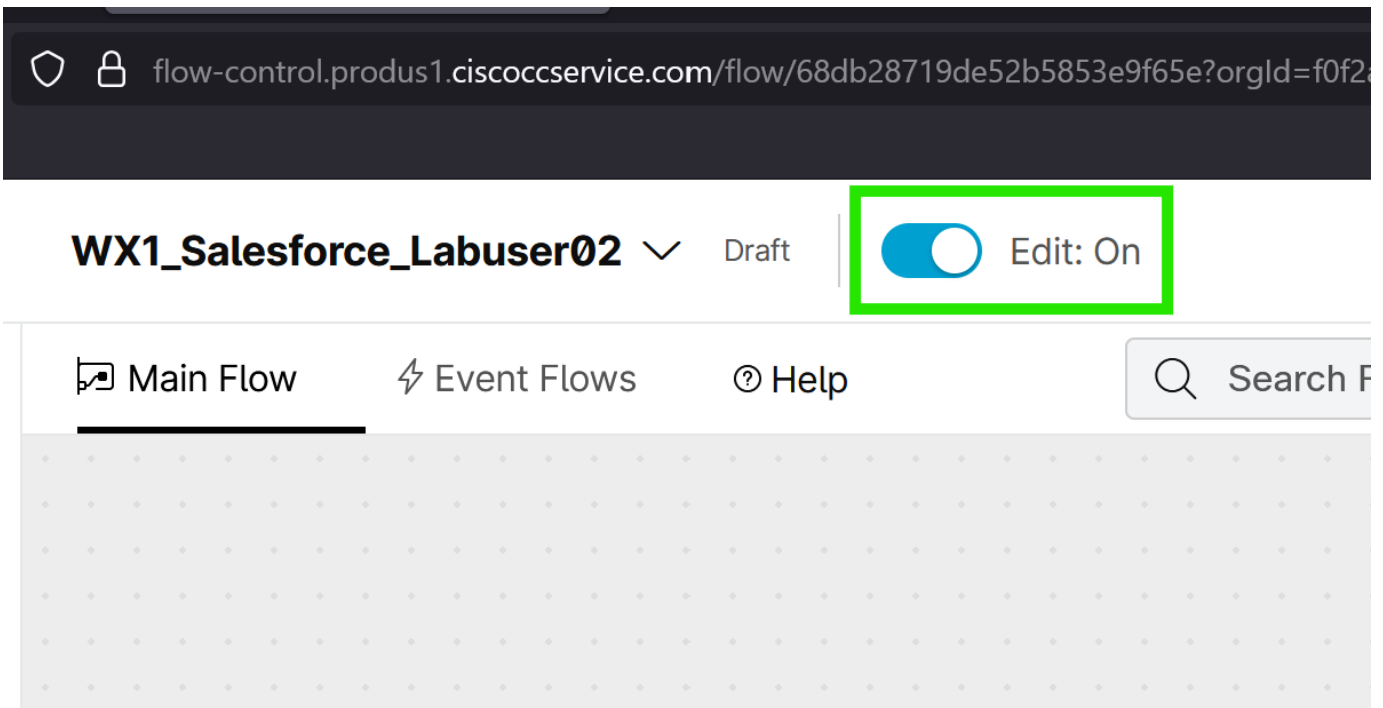 flow-control.produs1.ciscoccservice.com/flow/68db28719de52b5853e9f65e?orgId=f0f2
WX1_Salesforce_Labuser02 Draft Edit: On
Main Flow Event Flows Help Search